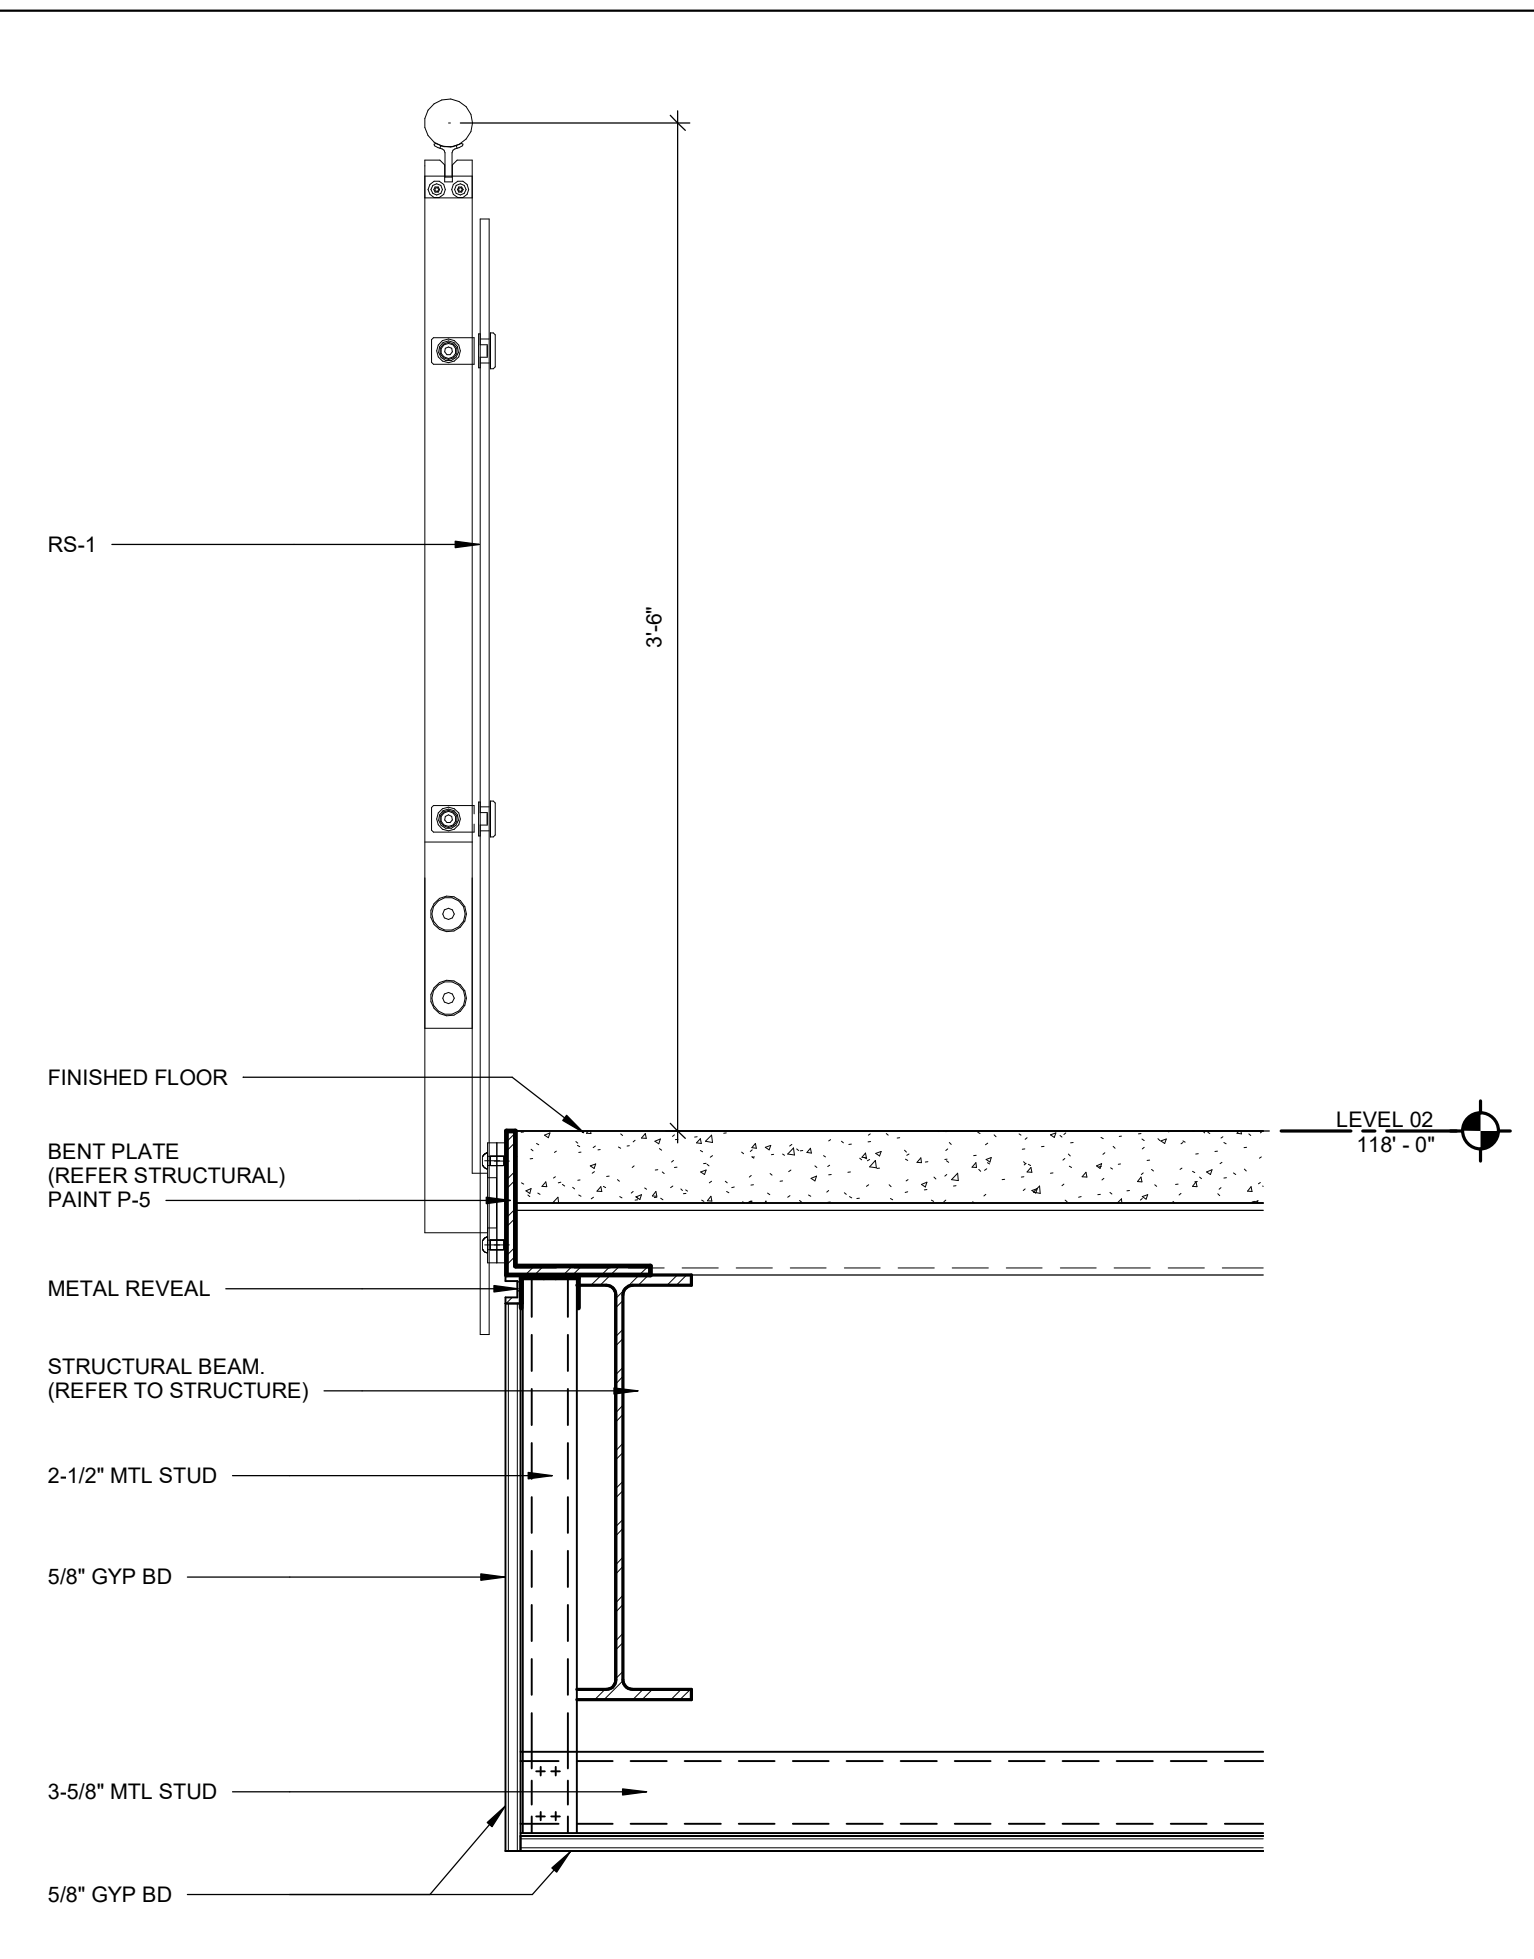 RS-1
3'-6"
FINISHED FLOOR
LEVEL 02
118' - 0"
BENT PLATE
(REFER STRUCTURAL)
PAINT P-5
METAL REVEAL
STRUCTURAL BEAM.
(REFER TO STRUCTURE)
2-1/2" MTL STUD
5/8" GYP BD
3-5/8" MTL STUD
5/8" GYP BD